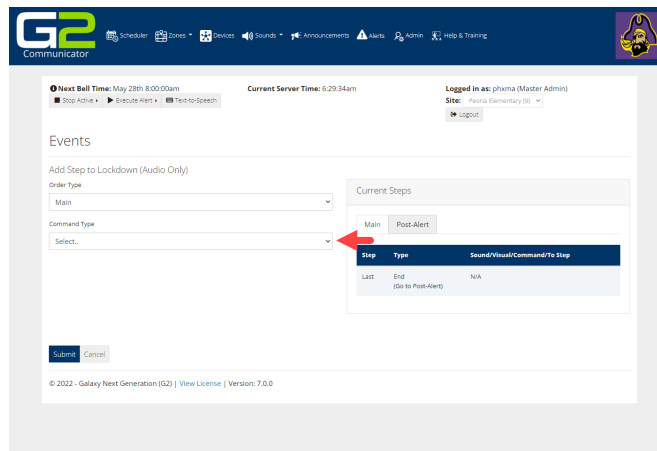 G2
Communicator
Scheduler Zones Devices Sounds Announcements Alerts Admin Help & Training
Next Bell Time: May 28th 8:00:00am Current Server Time: 6:29:34am Logged in as: phxma (Master Admin)
Stop Active Execute Alert Text-to-Speech Site: Peoria Elementary (9)
Logout
Events
Add Step to Lockdown (Audio Only)
Order Type
Main
Command Type
Select..
Current Steps
Main Post-Alert
Step Type Sound/Visual/Command/To Step
Last End N/A
(Go to Post-Alert)
Submit Cancel
© 2022 - Galaxy Next Generation (G2) | View License | Version: 7.0.0